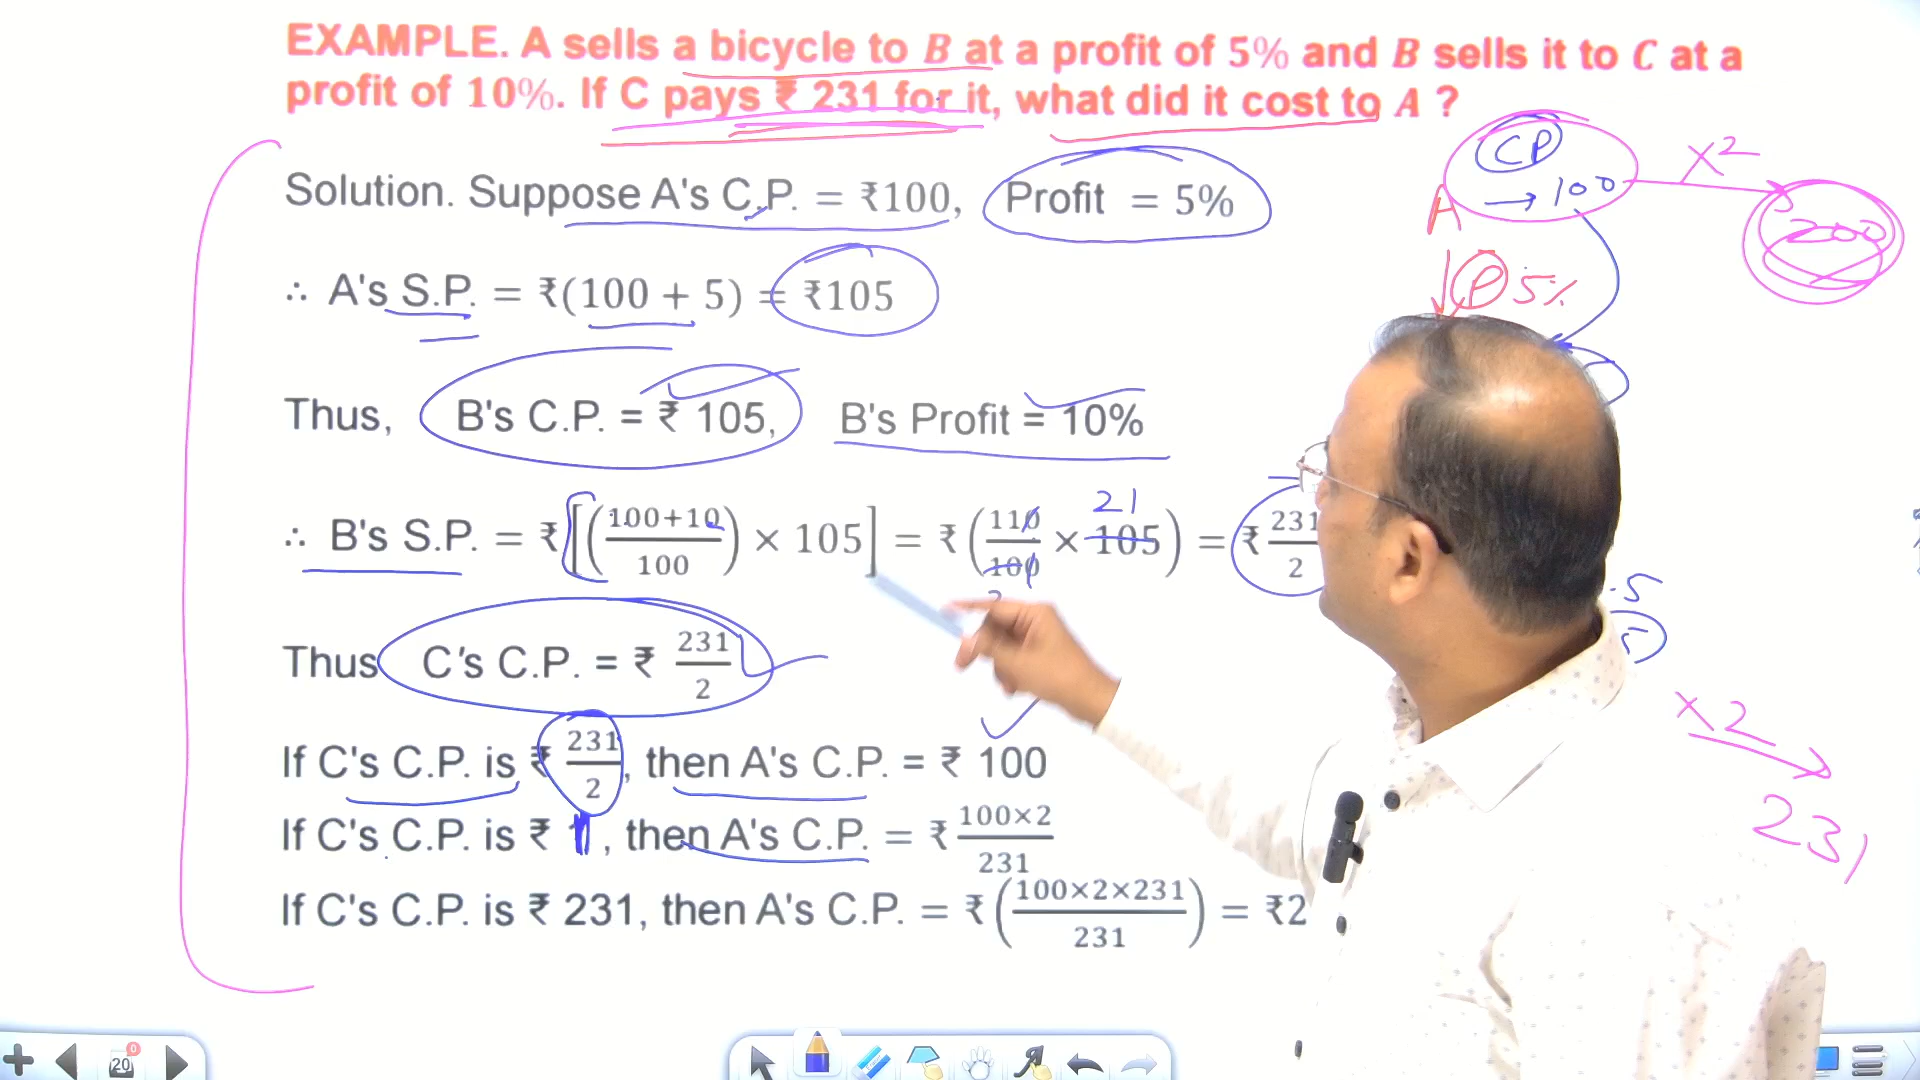 EXAMPLE. A sells a bicycle to B at a profit of 5% and B sells it to C at a
profit of 10%. If C pays ₹ 231 for it, what did it cost to A ?
Solution. Suppose A's C.P. = ₹100, Profit = 5%
∴ A's S.P. = ₹(100 + 5) = ₹105
Thus, B's C.P. = ₹ 105, B's Profit = 10%
∴ B's S.P. = ₹ [(100+10/100) × 105] = ₹ (110/100 × 105) = ₹ 231/2
21
Thus C's C.P. = ₹ 231/2
If C's C.P. is ₹ 231/2, then A's C.P. = ₹ 100
If C's C.P. is ₹ 1, then A's C.P. = ₹ 100×2/231
If C's C.P. is ₹ 231, then A's C.P. = ₹ (100×2×231/231) = ₹2
CP
A → 100 ×2 200
P 5%
.5
×2
231
20
0